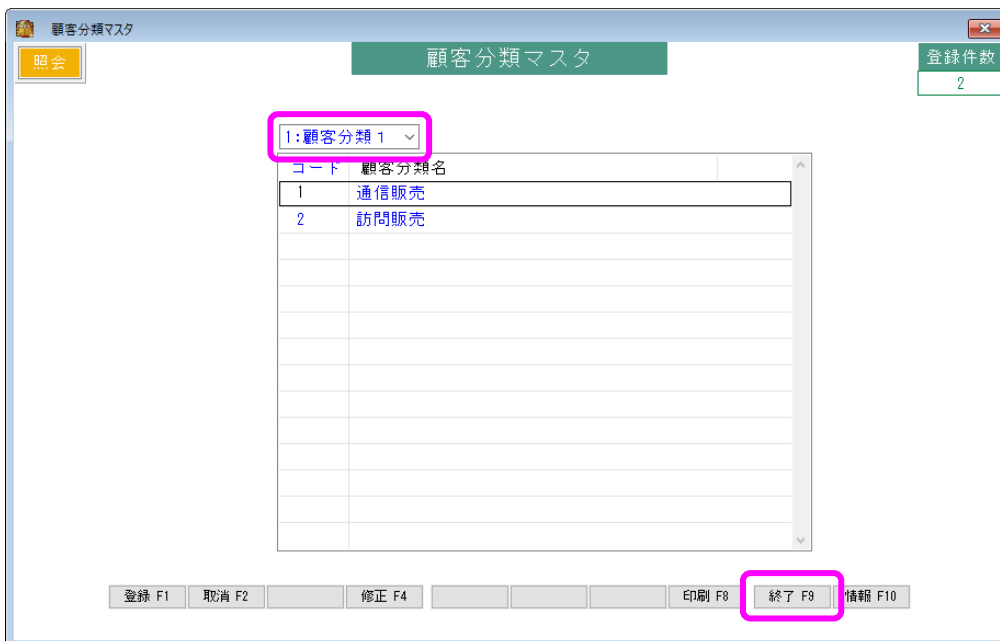 顧客分類マスタ
照会
顧客分類マスタ
登録件数
2
1:顧客分類1
コード 顧客分類名
1 通信販売
2 訪問販売
登録 F1 取消 F2 修正 F4 印刷 F8 終了 F9 情報 F10